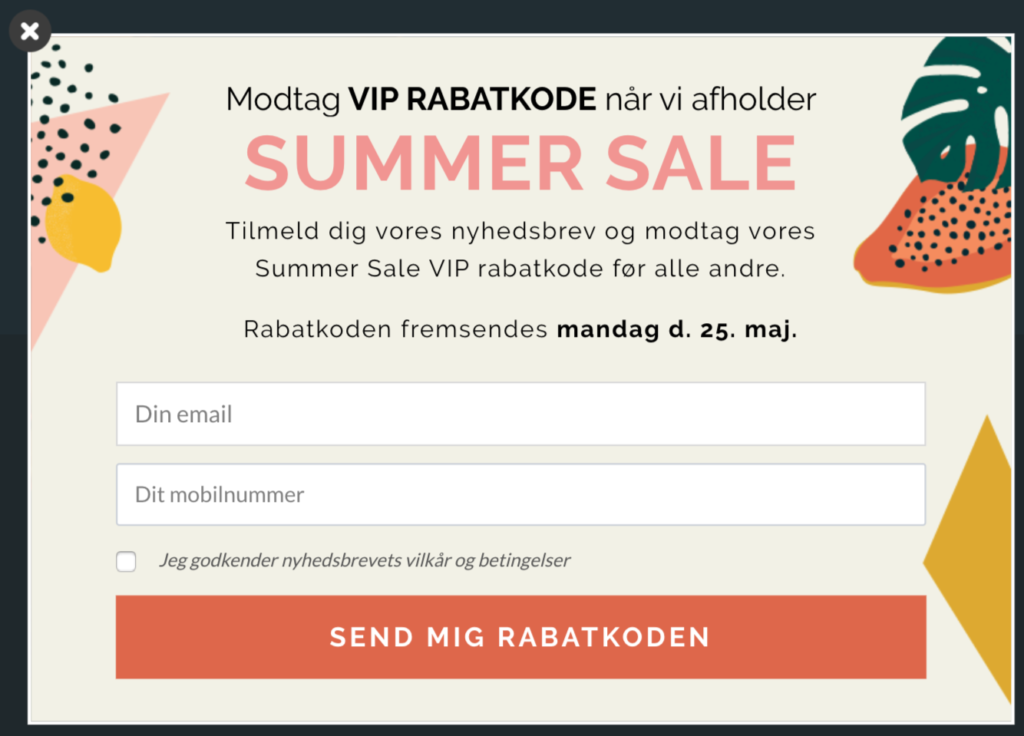 Modtag VIP RABATKODE når vi afholder
SUMMER SALE
Tilmeld dig vores nyhedsbrev og modtag vores
Summer Sale VIP rabatkode før alle andre.
Rabatkoden fremsendes mandag d. 25. maj.
Din email
Dit mobilnummer
Jeg godkender nyhedsbrevets vilkår og betingelser
SEND MIG RABATKODEN